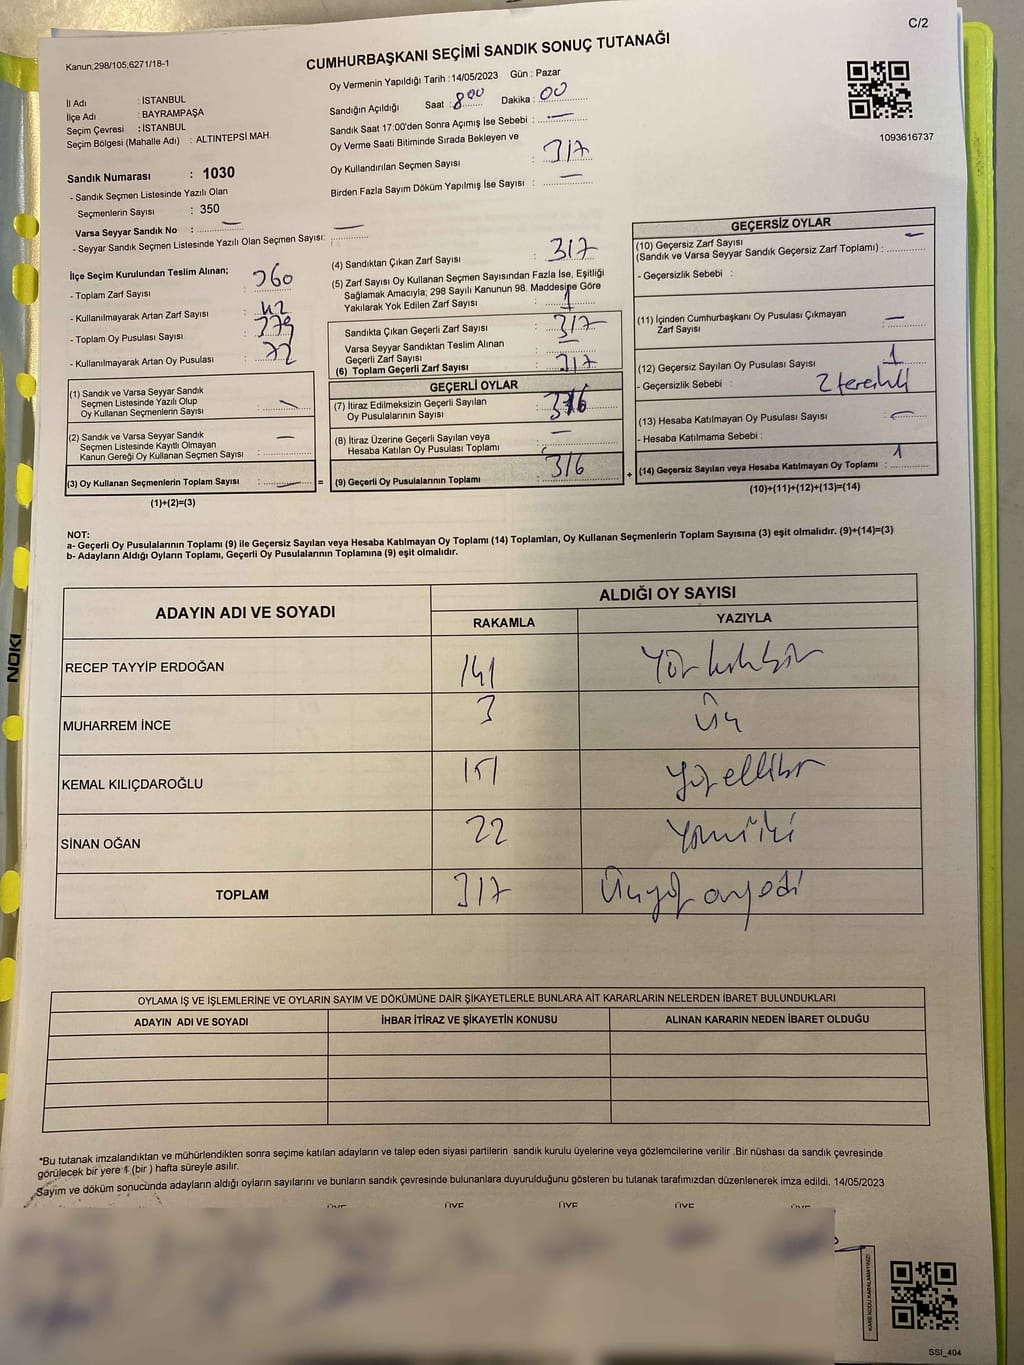 C/2
Kanun;298/105,6271/18-1
CUMHURBAŞKANI SEÇİMİ SANDIK SONUÇ TUTANAĞI
Oy Vermenin Yapıldığı Tarih : 14/05/2023 Gün : Pazar
İl Adı : İSTANBUL
İlçe Adı : BAYRAMPAŞA
Seçim Çevresi : İSTANBUL
Seçim Bölgesi (Mahalle Adı) : ALTINTEPSİ MAH.
Sandık Numarası : 1030
- Sandık Seçmen Listesinde Yazılı Olan
Seçmenlerin Sayısı : 350
Varsa Seyyar Sandık No : —
- Seyyar Sandık Seçmen Listesinde Yazılı Olan Seçmen Sayısı: —
Sandığın Açıldığı Saat : 8 00 Dakika : 00
Sandık Saat 17:00'den Sonra Açımış İse Sebebi : —
Oy Verme Saati Bitiminde Sırada Bekleyen ve
Oy Kullandırılan Seçmen Sayısı : 317
Birden Fazla Sayım Döküm Yapılmış İse Sayısı : —
1093616737
İlçe Seçim Kurulundan Teslim Alınan;
- Toplam Zarf Sayısı : 360
- Kullanılmayarak Artan Zarf Sayısı : 42
- Toplam Oy Pusulası Sayısı : 379
- Kullanılmayarak Artan Oy Pusulası : 72
(1) Sandık ve Varsa Seyyar Sandık
Seçmen Listesinde Yazılı Olup
Oy Kullanan Seçmenlerin Sayısı : —
(2) Sandık ve Varsa Seyyar Sandık
Seçmen Listesinde Kayıtlı Olmayan
Kanun Gereği Oy Kullanan Seçmen Sayısı : —
(3) Oy Kullanan Seçmenlerin Toplam Sayısı : — =
(1)+(2)=(3)
(4) Sandıktan Çıkan Zarf Sayısı : 317
(5) Zarf Sayısı Oy Kullanan Seçmen Sayısından Fazla İse, Eşitliği
Sağlamak Amacıyla; 298 Sayılı Kanunun 98. Maddesine Göre
Yakılarak Yok Edilen Zarf Sayısı : 1
Sandıkta Çıkan Geçerli Zarf Sayısı : 317
Varsa Seyyar Sandıktan Teslim Alınan
Geçerli Zarf Sayısı : —
(6) Toplam Geçerli Zarf Sayısı : 317
GEÇERLİ OYLAR
(7) İtiraz Edilmeksizin Geçerli Sayılan
Oy Pusulalarının Sayısı : 316
(8) İtiraz Üzerine Geçerli Sayılan veya
Hesaba Katılan Oy Pusulası Toplamı : —
(9) Geçerli Oy Pusulalarının Toplamı : 316 +
GEÇERSİZ OYLAR
(10) Geçersiz Zarf Sayısı
(Sandık ve Varsa Seyyar Sandık Geçersiz Zarf Toplamı) : —
- Geçersizlik Sebebi :
(11) İçinden Cumhurbaşkanı Oy Pusulası Çıkmayan
Zarf Sayısı : —
(12) Geçersiz Sayılan Oy Pusulası Sayısı : 1
- Geçersizlik Sebebi : 2 tercihli
(13) Hesaba Katılmayan Oy Pusulası Sayısı : —
- Hesaba Katılmama Sebebi :
(14) Geçersiz Sayılan veya Hesaba Katılmayan Oy Toplamı : 1
(10)+(11)+(12)+(13)=(14)
NOT:
a- Geçerli Oy Pusulalarının Toplamı (9) ile Geçersiz Sayılan veya Hesaba Katılmayan Oy Toplamı (14) Toplamları, Oy Kullanan Seçmenlerin Toplam Sayısına (3) eşit olmalıdır. (9)+(14)=(3)
b- Adayların Aldığı Oyların Toplamı, Geçerli Oy Pusulalarının Toplamına (9) eşit olmalıdır.
ADAYIN ADI VE SOYADI ALDIĞI OY SAYISI
RAKAMLA YAZIYLA
RECEP TAYYİP ERDOĞAN 141 Yüz kırkbir
MUHARREM İNCE 3 Üç
KEMAL KILIÇDAROĞLU 151 Yüz ellibir
SİNAN OĞAN 22 Yirmi iki
TOPLAM 317 Üçyüz onyedi
OYLAMA İŞ VE İŞLEMLERİNE VE OYLARIN SAYIM VE DÖKÜMÜNE DAİR ŞİKAYETLERLE BUNLARA AİT KARARLARIN NELERDEN İBARET BULUNDUKLARI
ADAYIN ADI VE SOYADI İHBAR İTİRAZ VE ŞİKAYETİN KONUSU ALINAN KARARIN NEDEN İBARET OLDUĞU
*Bu tutanak imzalandıktan ve mühürlendikten sonra seçime katılan adayların ve talep eden siyasi partilerin sandık kurulu üyelerine veya gözlemcilerine verilir .Bir nüshası da sandık çevresinde
görülecek bir yere 1 (bir ) hafta süreyle asılır.
Sayım ve döküm sonucunda adayların aldığı oyların sayılarını ve bunların sandık çevresinde bulunanlara duyurulduğunu gösteren bu tutanak tarafımızdan düzenlenerek imza edildi. 14/05/2023
ÜYE ÜYE ÜYE ÜYE ÜYE
KARE KODU KARALAMAYINIZ!
SSI_404
NOKI